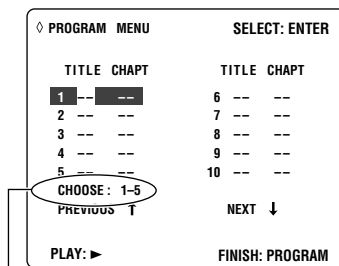 ◊ PROGRAM MENU SELECT: ENTER
TITLE CHAPT TITLE CHAPT
1 -- -- 6 -- --
2 -- -- 7 -- --
3 -- -- 8 -- --
4 -- -- 9 -- --
5 -- -- 10 -- --
CHOOSE : 1–5
PREVIOUS ↑ NEXT ↓
PLAY: ► FINISH: PROGRAM